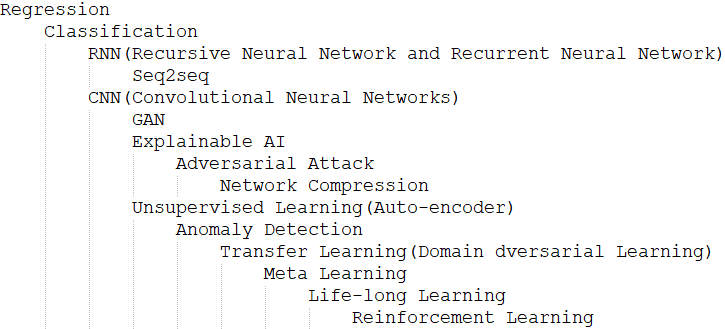 Regression
Classification
RNN(Recursive Neural Network and Recurrent Neural Network)
Seq2seq
CNN(Convolutional Neural Networks)
GAN
Explainable AI
Adversarial Attack
Network Compression
Unsupervised Learning(Auto-encoder)
Anomaly Detection
Transfer Learning(Domain dversarial Learning)
Meta Learning
Life-long Learning
Reinforcement Learning